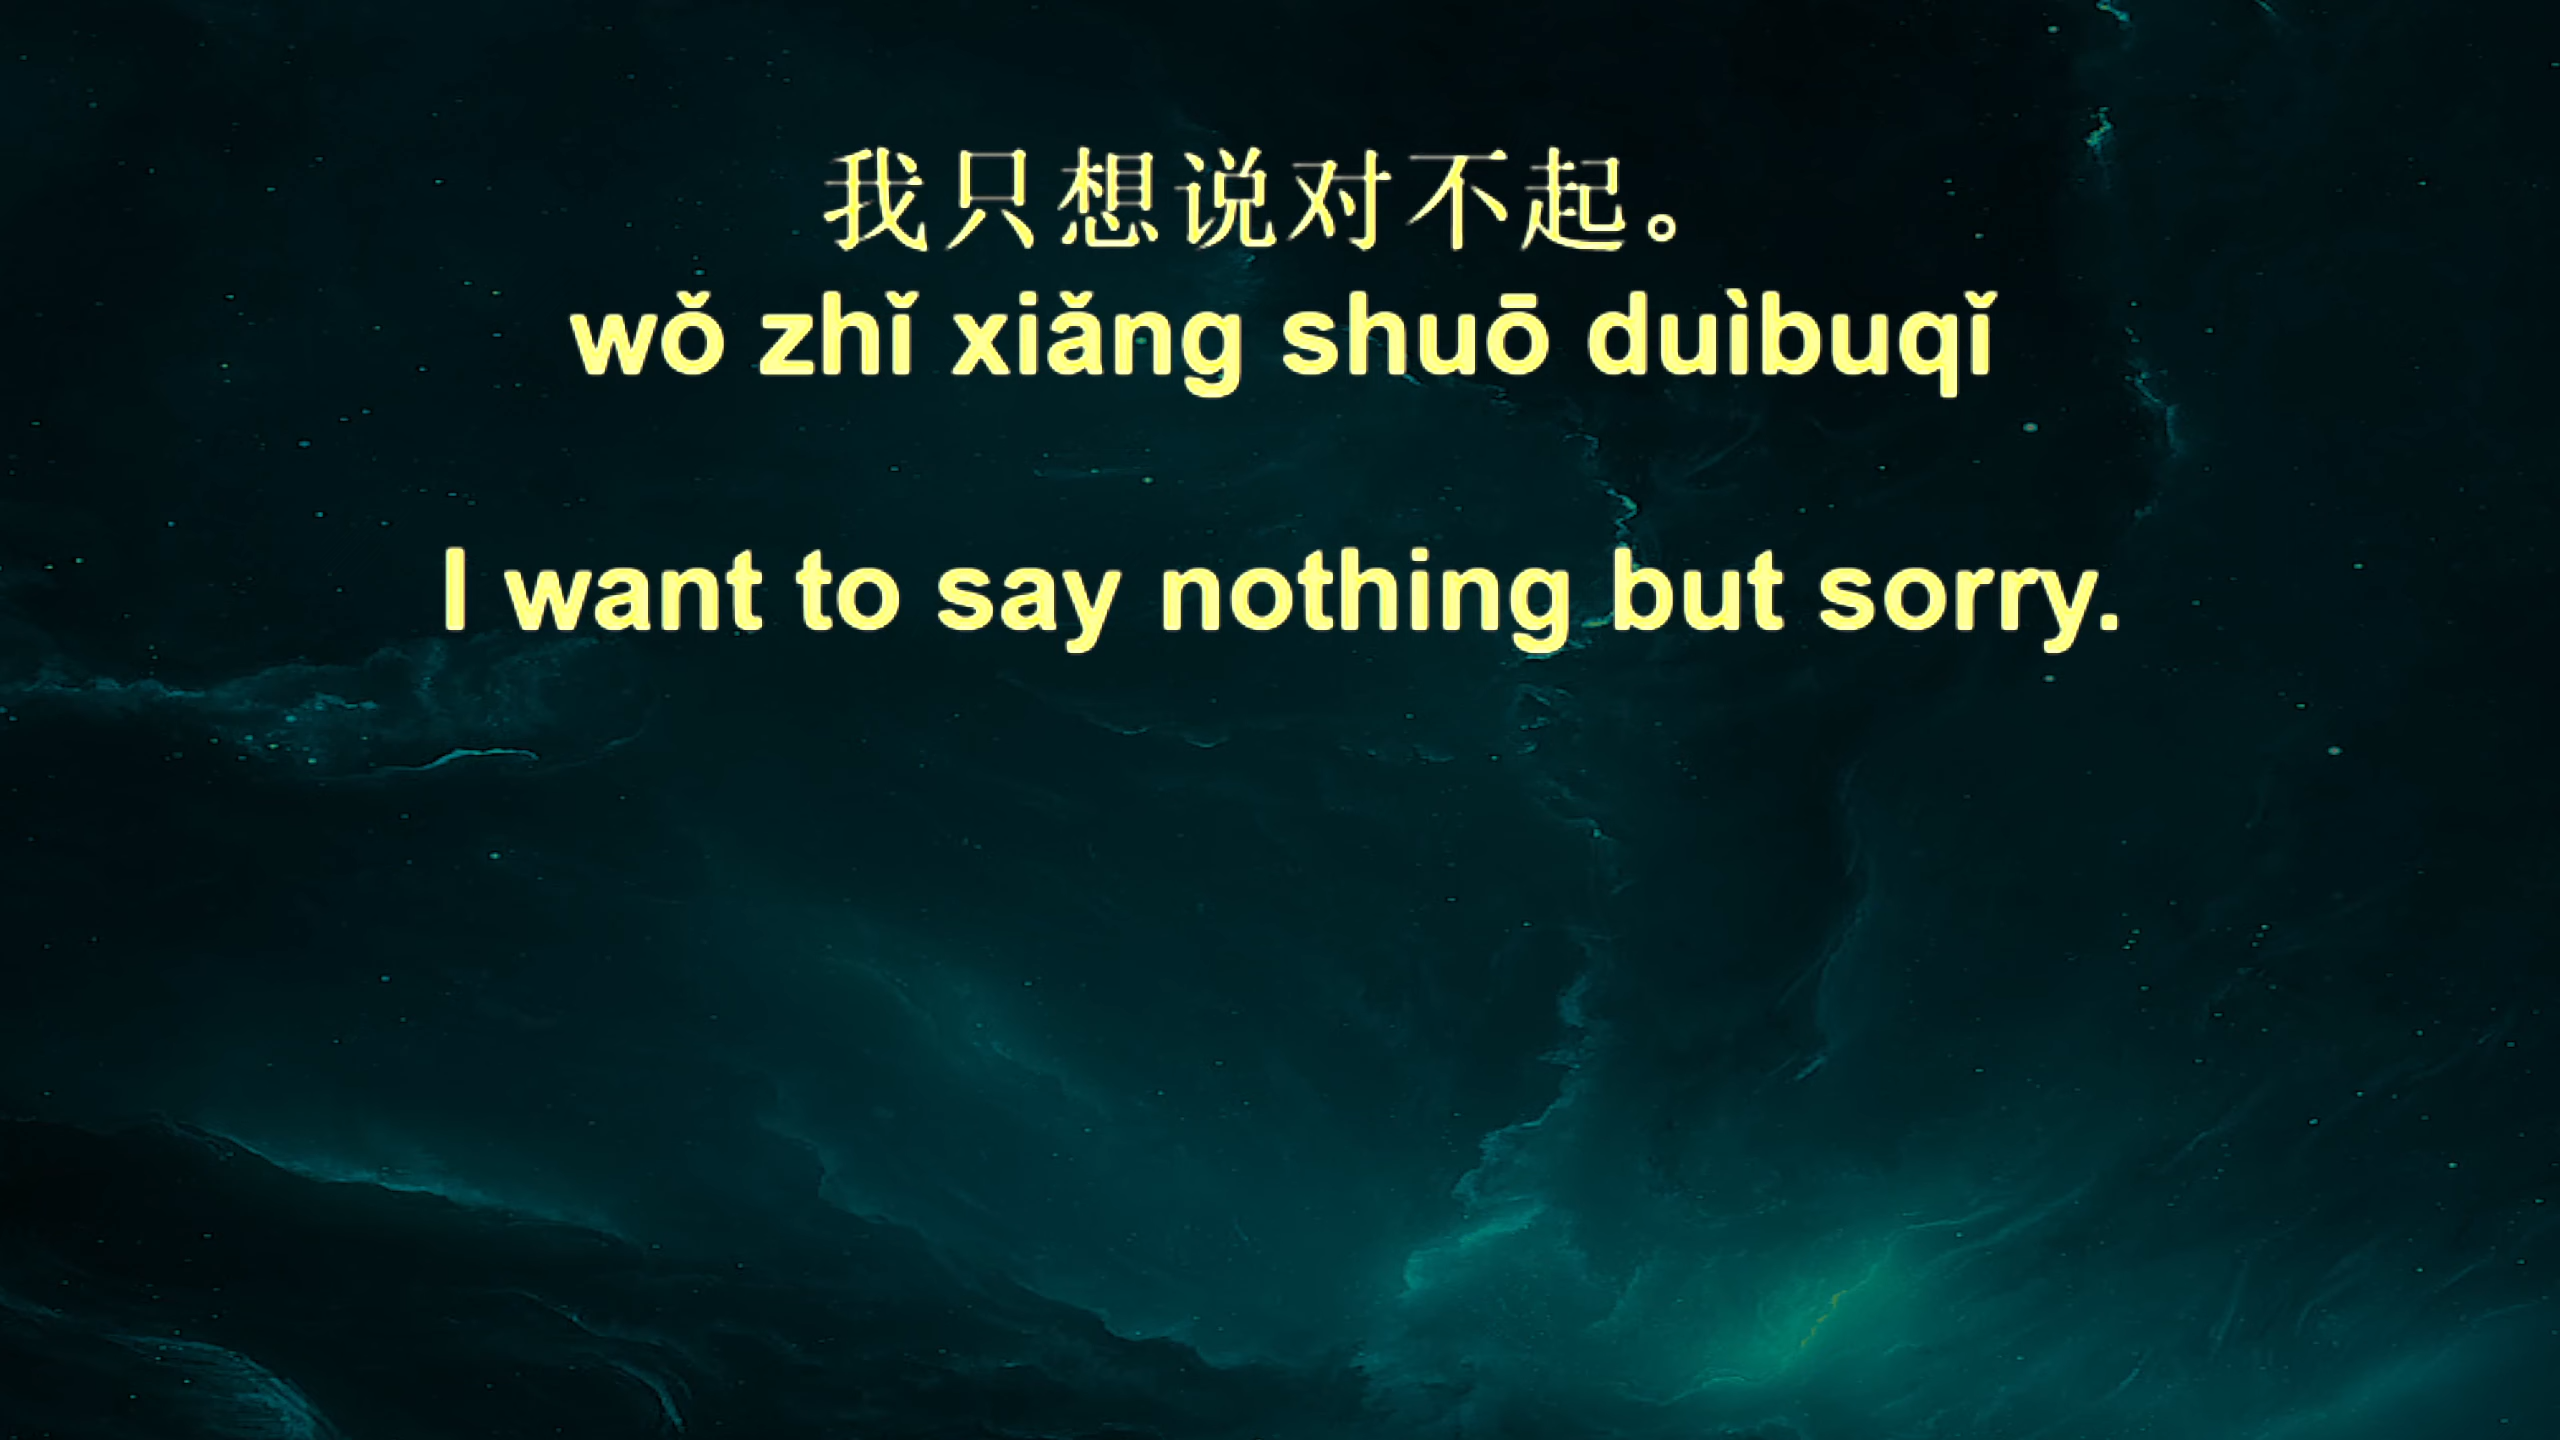 我只想说对不起。
wǒ zhǐ xiǎng shuō duìbuqǐ
I want to say nothing but sorry.